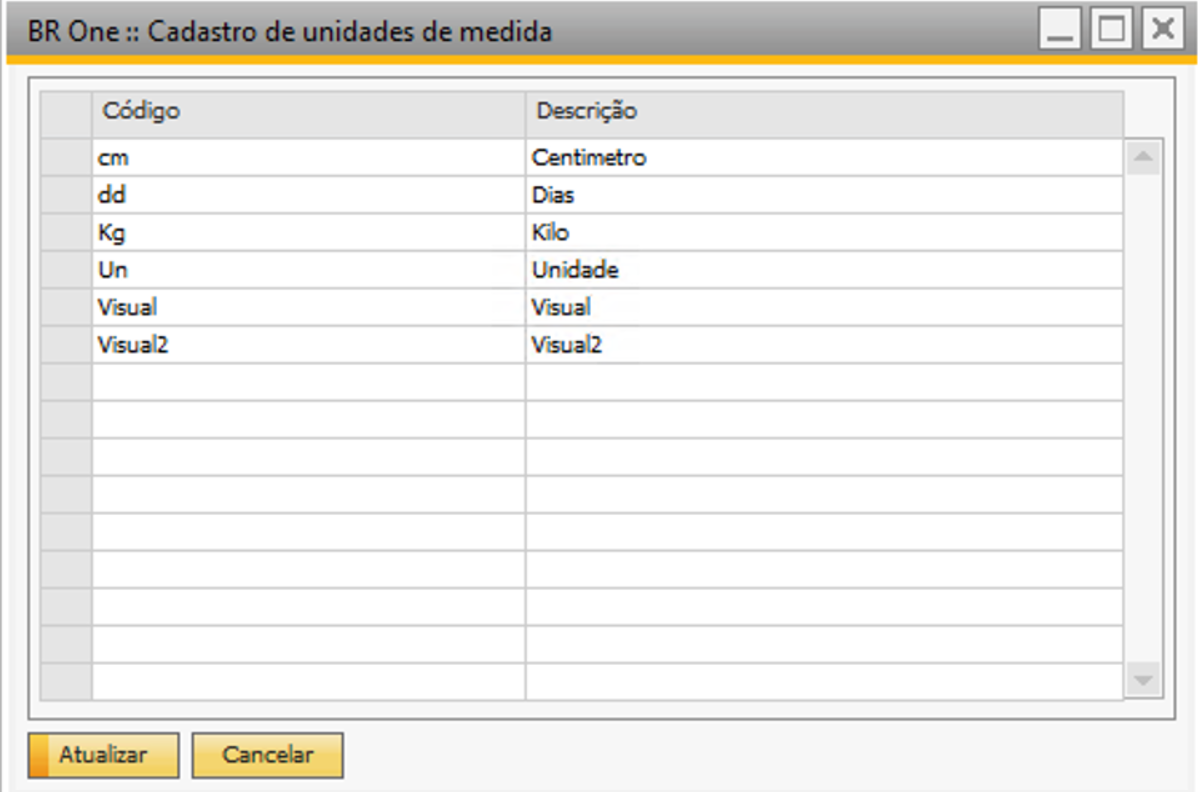 BR One :: Cadastro de unidades de medida
Código Descrição
cm Centimetro
dd Dias
Kg Kilo
Un Unidade
Visual Visual
Visual2 Visual2
Atualizar Cancelar